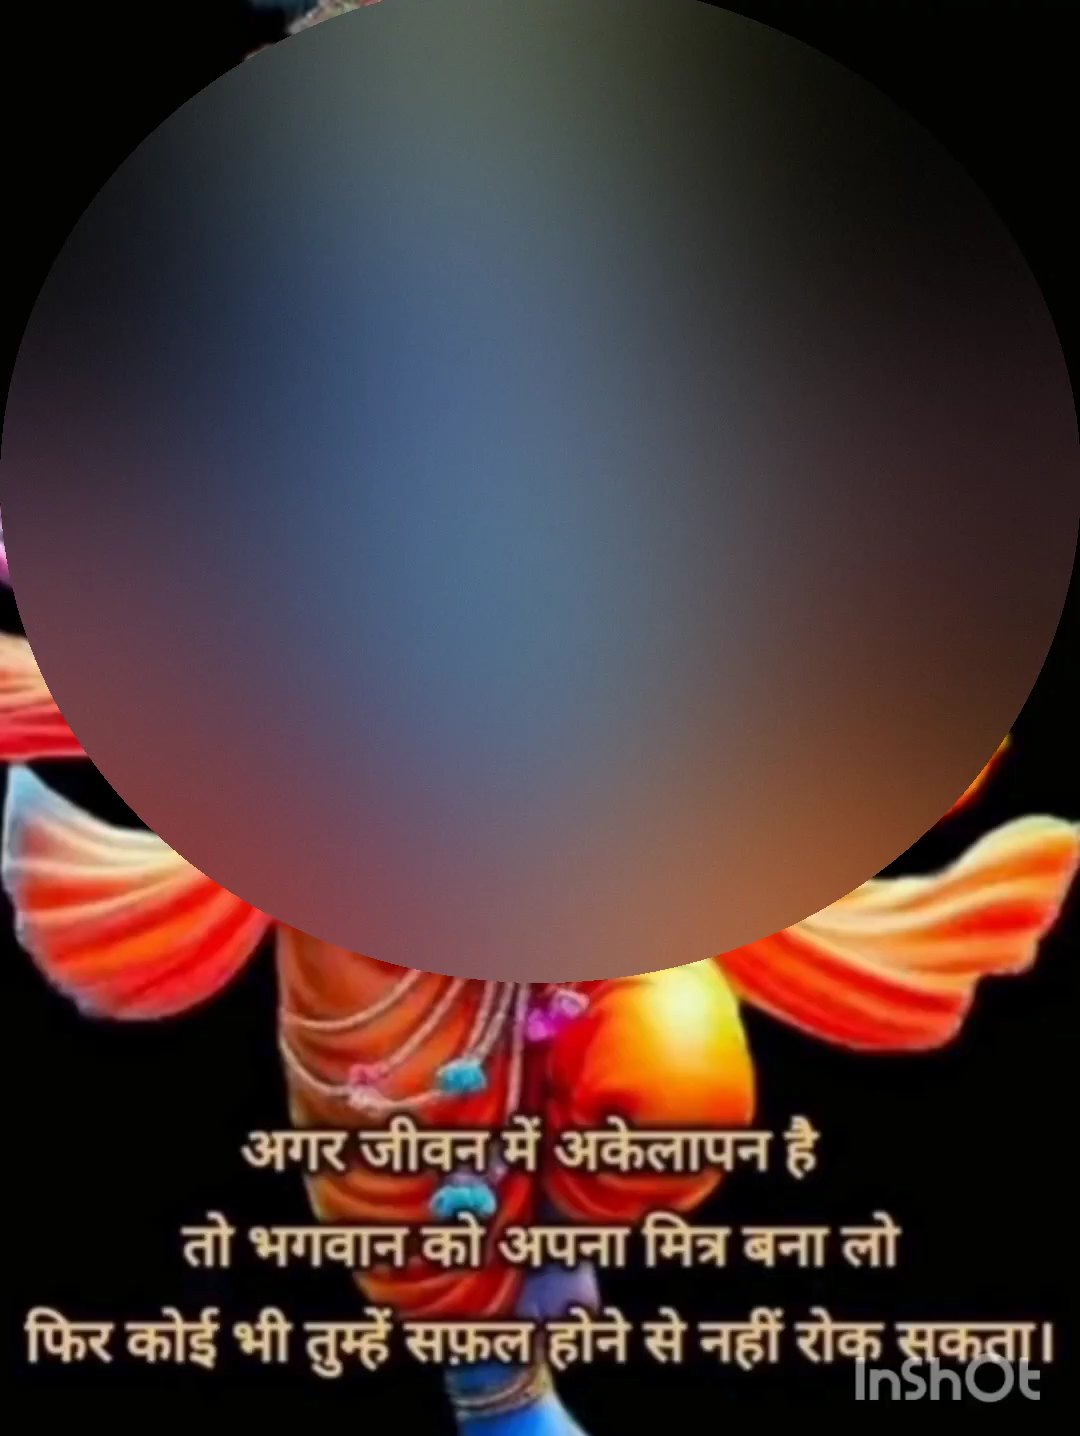 अगर जीवन में अकेलापन है
तो भगवान को अपना मित्र बना लो
फिर कोई भी तुम्हें सफ़ल होने से नहीं रोक सकता।
InShOt